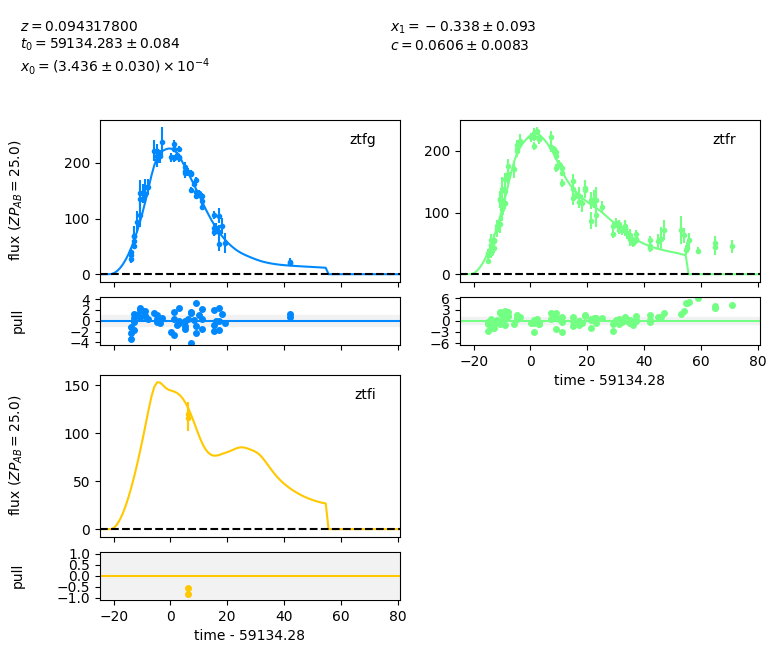 z = 0.094317800
t₀ = 59134.283 ± 0.084
x₀ = (3.436 ± 0.030) × 10⁻⁴
x₁ = −0.338 ± 0.093
c = 0.0606 ± 0.0083
ztfg
flux (ZP_AB = 25.0)
200
100
0
pull
4
2
0
−2
−4
ztfr
200
100
0
6
3
0
−3
−6
−20 0 20 40 60 80
time - 59134.28
ztfi
flux (ZP_AB = 25.0)
150
100
50
0
pull
1.0
0.5
0.0
−0.5
−1.0
−20 0 20 40 60 80
time - 59134.28